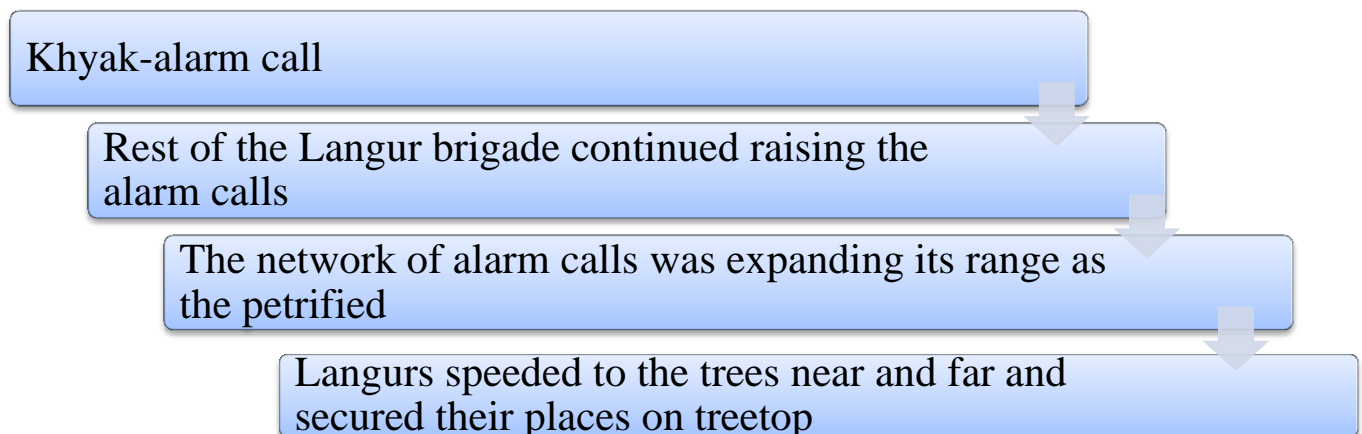 Khyak-alarm call
Rest of the Langur brigade continued raising the
alarm calls
The network of alarm calls was expanding its range as
the petrified
Langurs speeded to the trees near and far and
secured their places on treetop